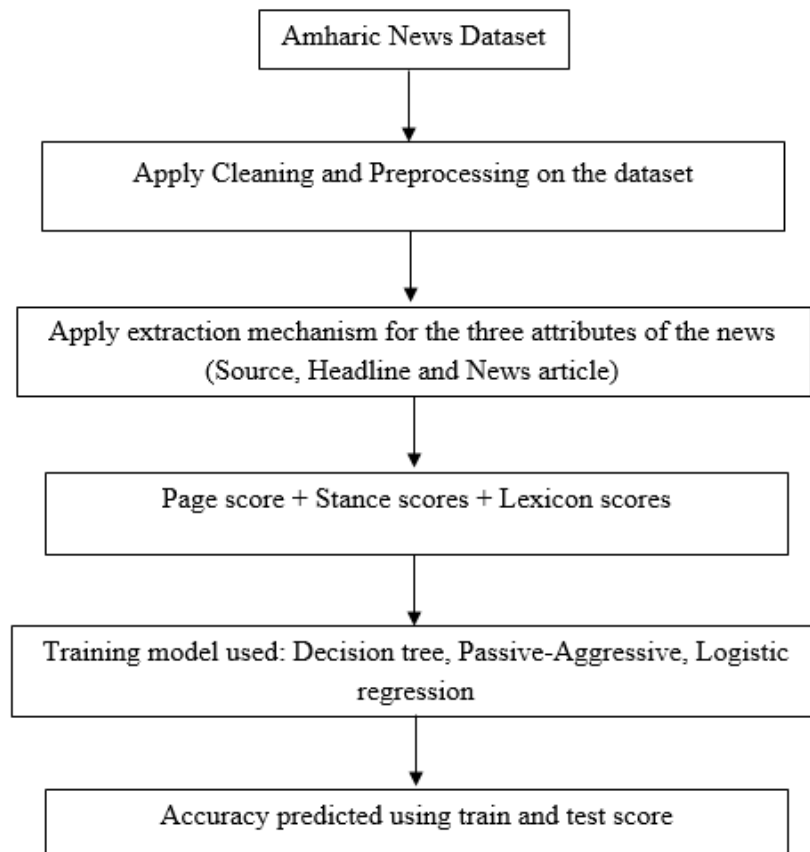 Amharic News Dataset
Apply Cleaning and Preprocessing on the dataset
Apply extraction mechanism for the three attributes of the news
(Source, Headline and News article)
Page score + Stance scores + Lexicon scores
Training model used: Decision tree, Passive-Aggressive, Logistic
regression
Accuracy predicted using train and test score